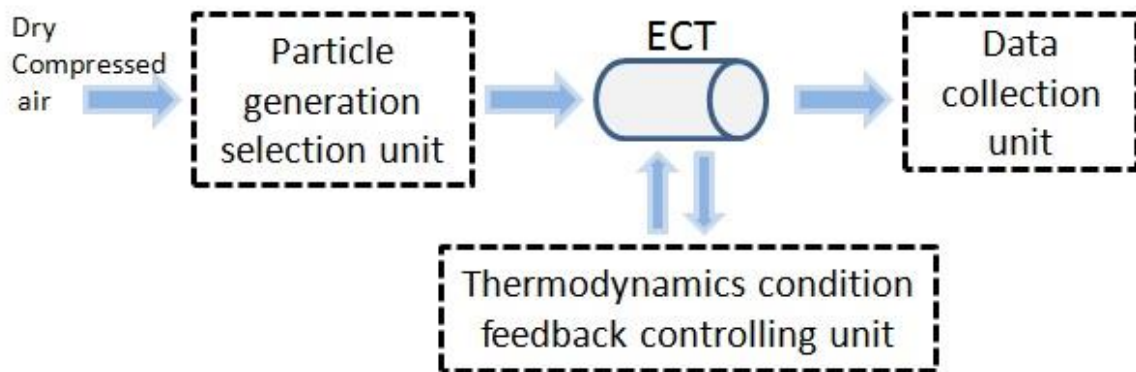 Dry
Compressed
air
Particle
generation
selection unit
ECT
Data
collection
unit
Thermodynamics condition
feedback controlling unit